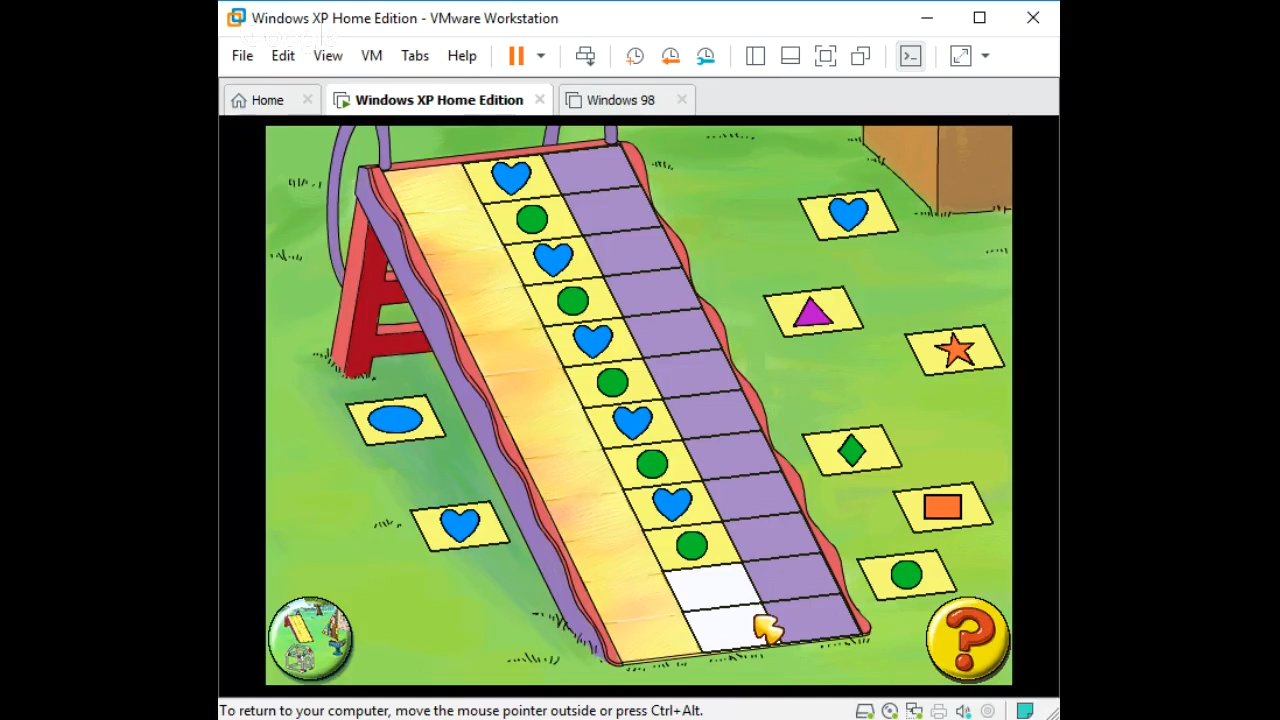 Windows XP Home Edition - VMware Workstation
File Edit View VM Tabs Help
Home Windows XP Home Edition Windows 98
?
To return to your computer, move the mouse pointer outside or press Ctrl+Alt.